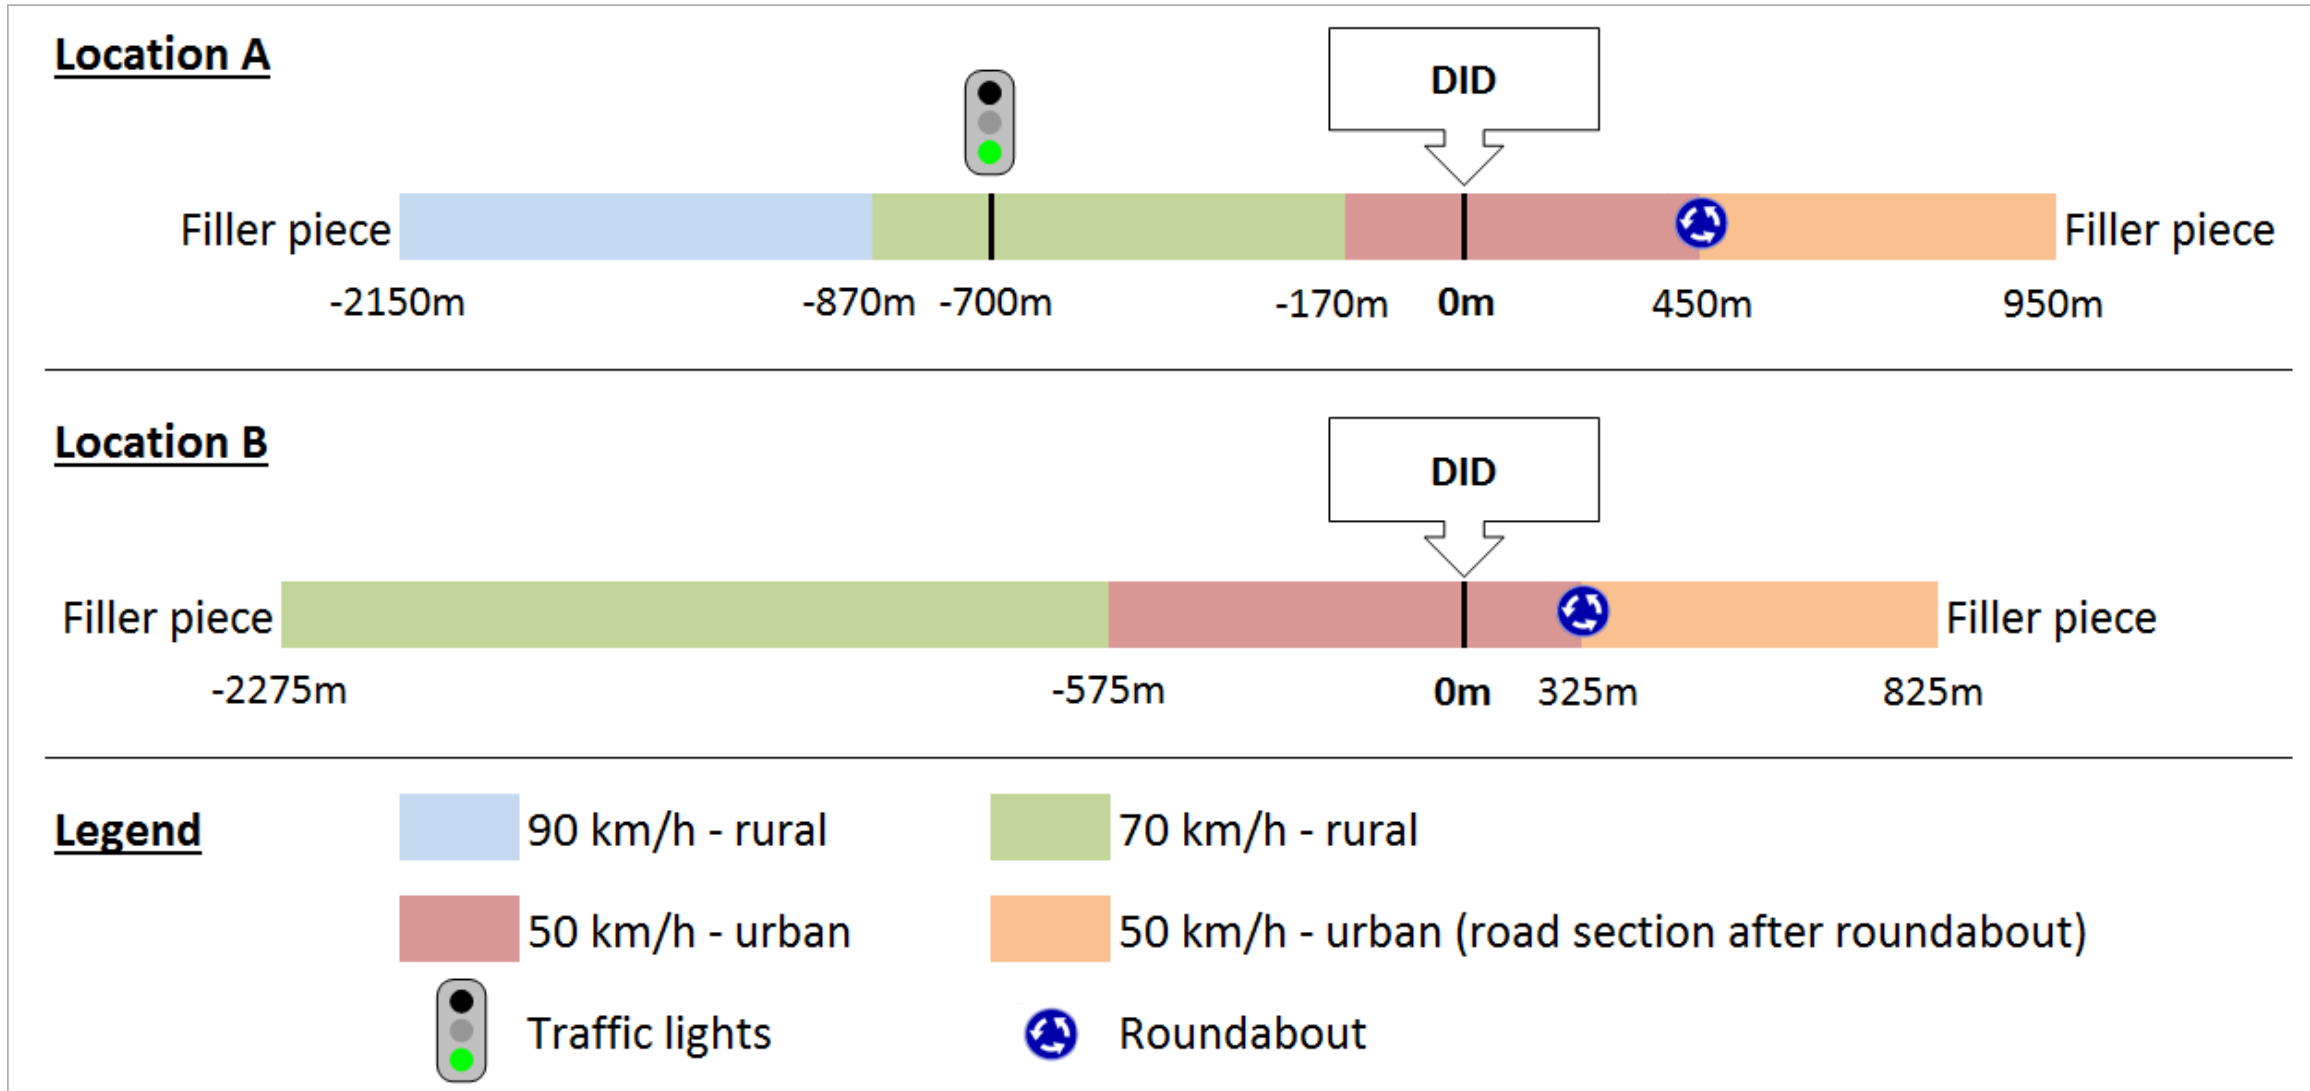 Location A
DID
Filler piece
Filler piece
-2150m
-870m
-700m
-170m
0m
450m
950m
Location B
DID
Filler piece
Filler piece
-2275m
-575m
0m
325m
825m
Legend
90 km/h - rural
70 km/h - rural
50 km/h - urban
50 km/h - urban (road section after roundabout)
Traffic lights
Roundabout